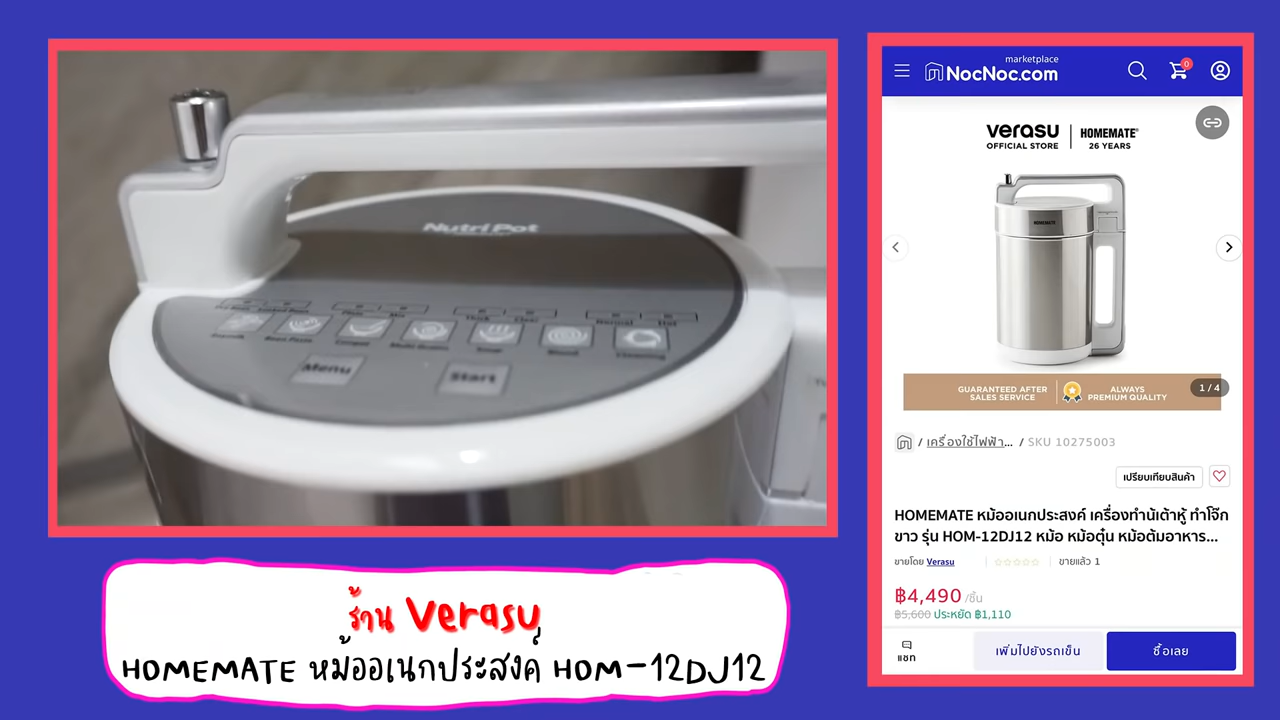 Nutri Pot
Thick Clear
Normal Hot
Menu
Start
ร้าน Verasu
HOMEMATE หม้ออเนกประสงค์ HOM-12DJ12
marketplace
NocNoc.com
0
verasu
OFFICIAL STORE
HOMEMATE®
26 YEARS
HOMEMATE
GUARANTEED AFTER
SALES SERVICE
ALWAYS
PREMIUM QUALITY
1 / 4
/ เครื่องใช้ไฟฟ้า... / SKU 10275003
เปรียบเทียบสินค้า
HOMEMATE หม้ออเนกประสงค์ เครื่องทำน้ำเต้าหู้ ทำโจ๊ก
ขาว รุ่น HOM-12DJ12 หม้อ หม้อตุ๋น หม้อต้มอาหาร...
ขายโดย Verasu
ขายแล้ว 1
฿4,490 /ชิ้น
฿5,600 ประหยัด ฿1,110
แชท
เพิ่มไปยังรถเข็น
ซื้อเลย